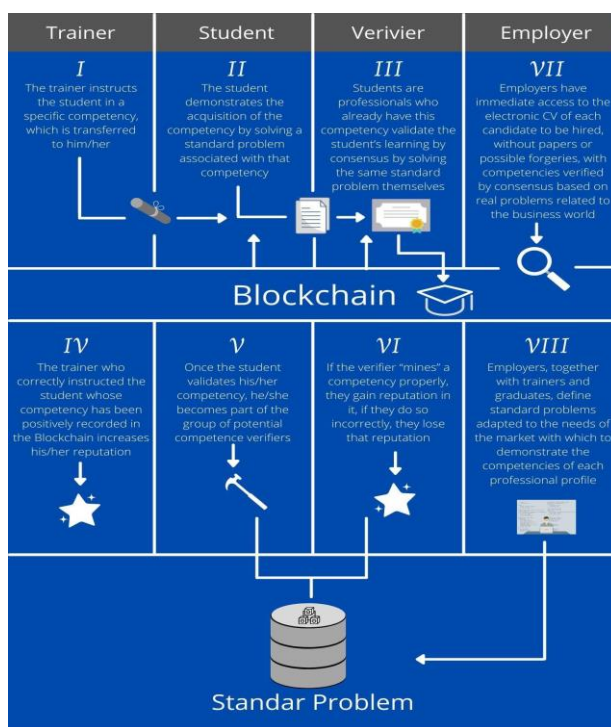 Trainer
Student
Verivier
Employer
I
The trainer instructs
the student in a
specific competency,
which is transferred
to him/her
II
The student
demonstrates the
acquisition of the
competency by solving a
standard problem
associated with that
competency
III
Students are
professionals who
already have this
competency validate the
student's learning by
consensus by solving
the same standard
problem themselves
VII
Employers have
immediate access to the
electronic CV of each
candidate to be hired,
without papers or
possible forgeries, with
competencies verified
by consensus based on
real problems related to
the business world
Blockchain
IV
The trainer who
correctly instructed the
student whose
competency has been
positively recorded in
the Blockchain increases
his/her reputation
V
Once the student
validates his/her
competency, he/she
becomes part of the
group of potential
competence verifiers
VI
If the verifier “mines” a
competency properly,
they gain reputation in
it, if they do so
incorrectly, they lose
that reputation
VIII
Employers, together
with trainers and
graduates, define
standard problems
adapted to the needs of
the market with which to
demonstrate the
competencies of each
professional profile
Standar Problem